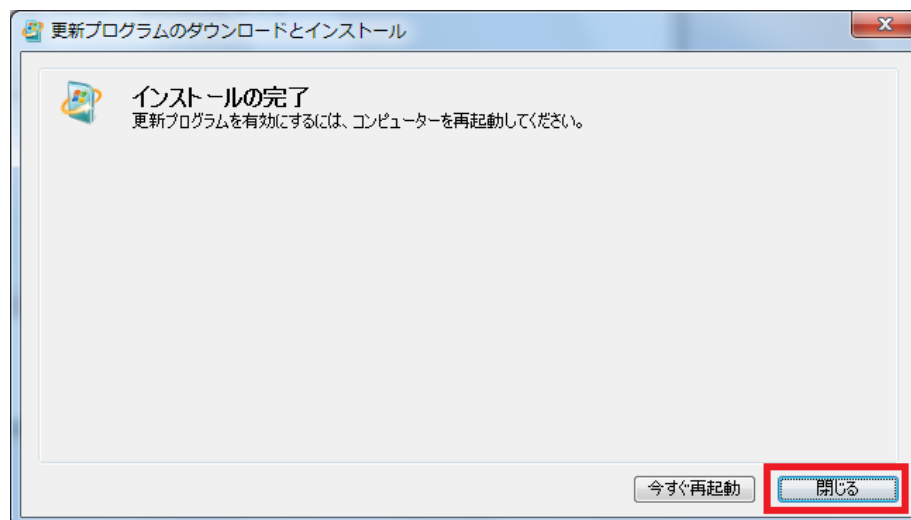 更新プログラムのダウンロードとインストール
インストールの完了
更新プログラムを有効にするには、コンピューターを再起動してください。
今すぐ再起動
閉じる